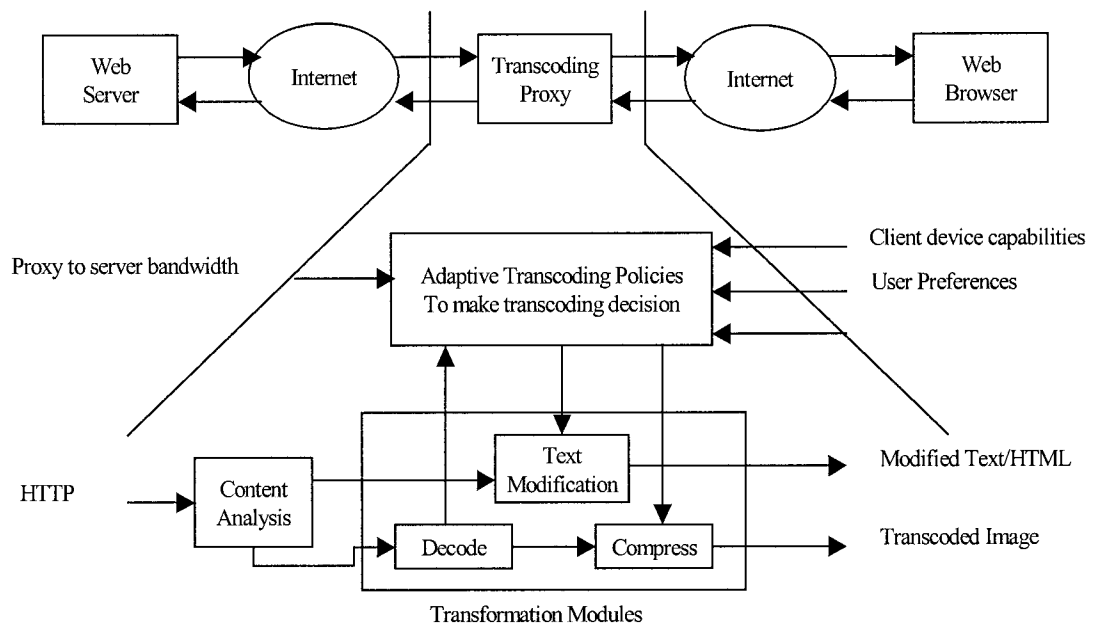 Web
Server
Internet
Transcoding
Proxy
Internet
Web
Browser
Proxy to server bandwidth
Adaptive Transcoding Policies
To make transcoding decision
Client device capabilities
User Preferences
HTTP
Content
Analysis
Text
Modification
Decode
Compress
Modified Text/HTML
Transcoded Image
Transformation Modules